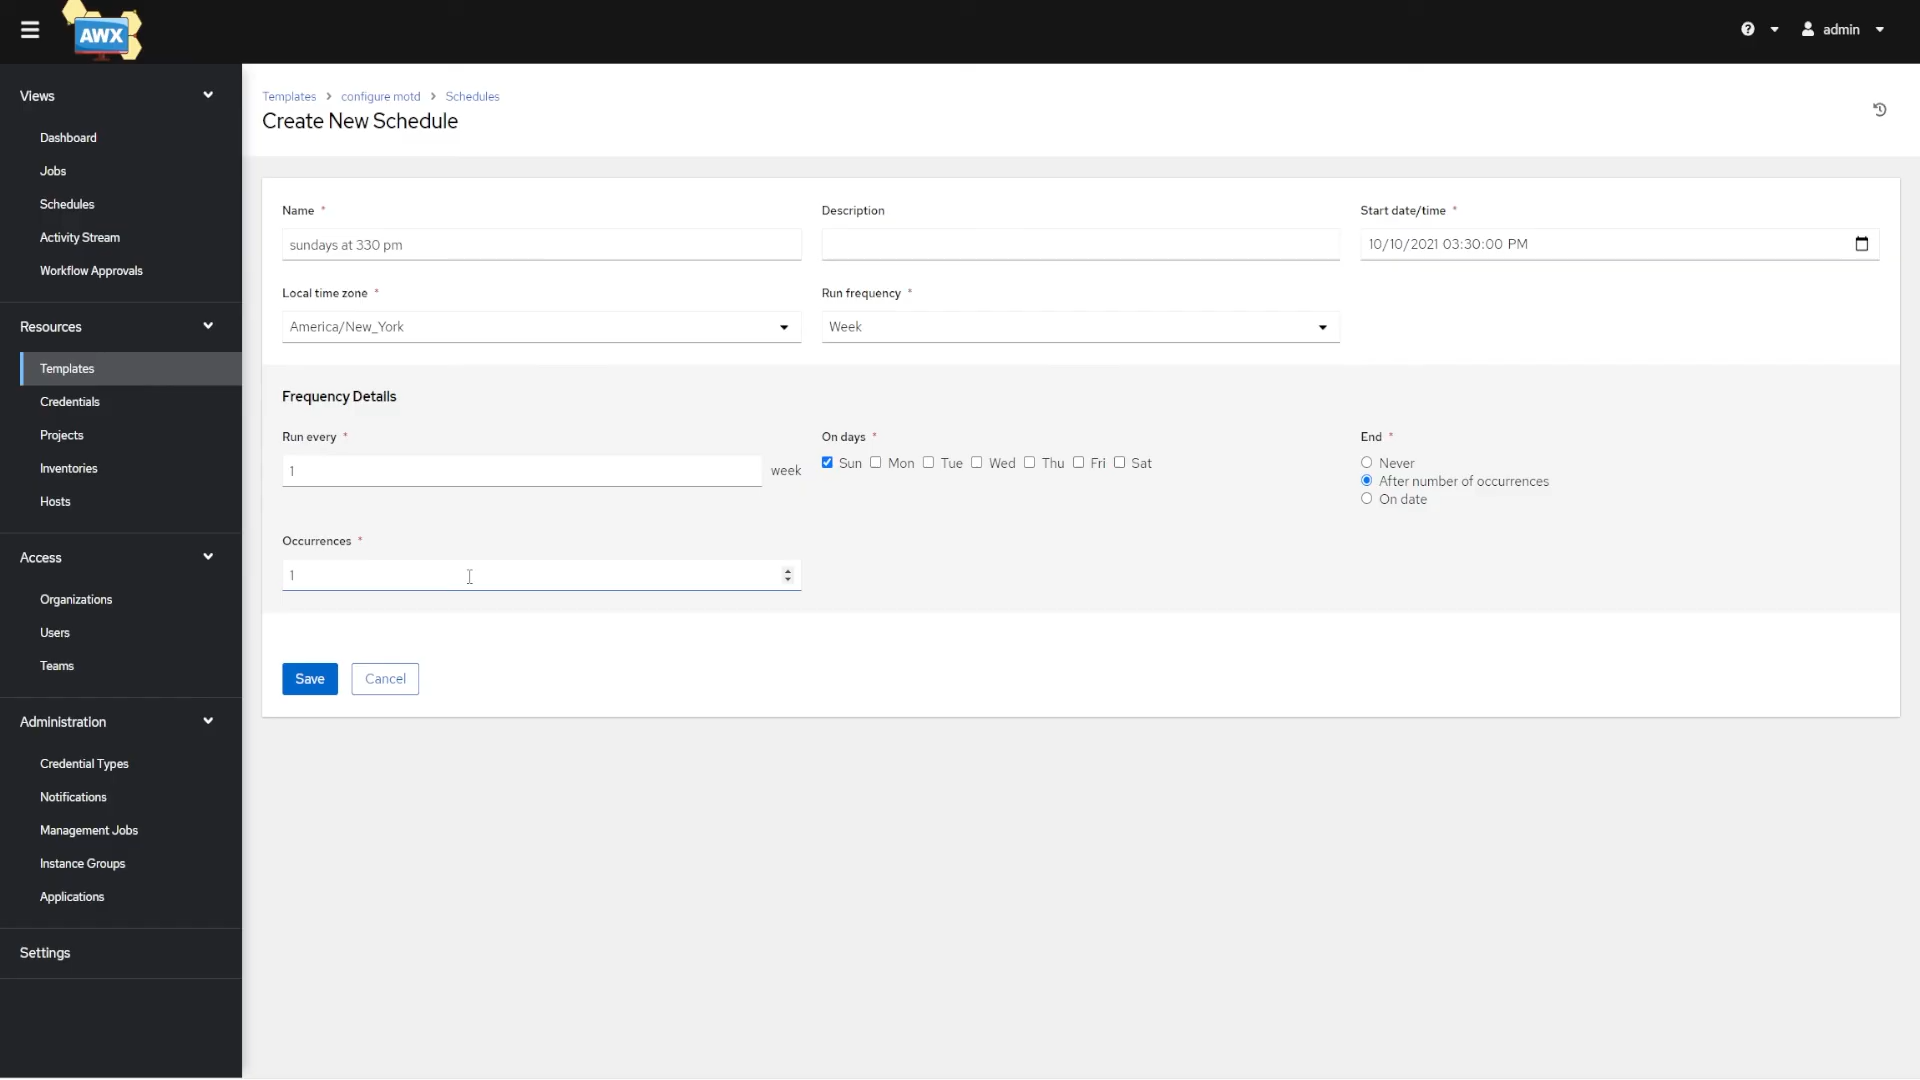 AWX
admin
Views
Dashboard
Jobs
Schedules
Activity Stream
Workflow Approvals
Resources
Templates
Credentials
Projects
Inventories
Hosts
Access
Organizations
Users
Teams
Administration
Credential Types
Notifications
Management Jobs
Instance Groups
Applications
Settings
Templates > configure motd > Schedules
Create New Schedule
Name *
sundays at 330 pm
Description
Start date/time *
10/10/2021 03:30:00 PM
Local time zone *
America/New_York
Run frequency *
Week
Frequency Details
Run every *
1 week
On days *
Sun Mon Tue Wed Thu Fri Sat
End *
Never
After number of occurrences
On date
Occurrences *
1
Save Cancel